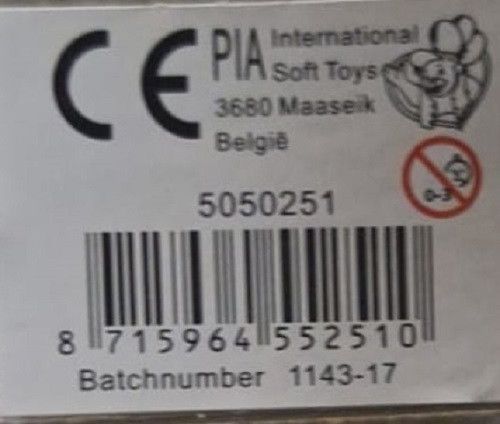 CE PIA International
Soft Toys
3680 Maaseik
België
0-3
5050251
8 715964 552510
Batchnumber 1143-17